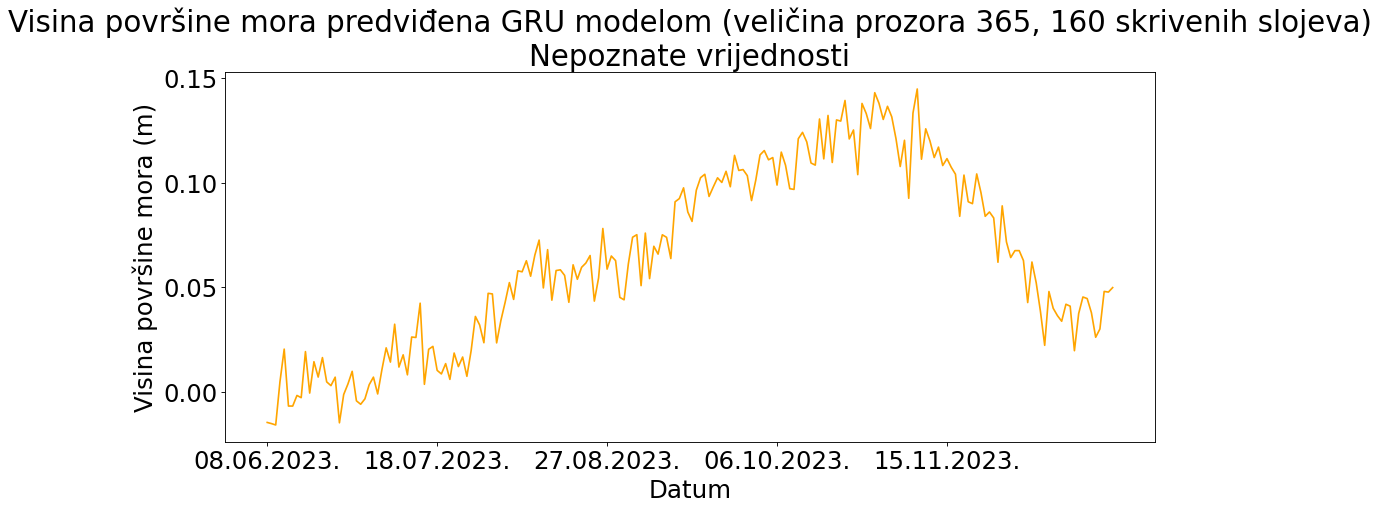 Visina površine mora predviđena GRU modelom (veličina prozora 365, 160 skrivenih slojeva)
Nepoznate vrijednosti
0.15
0.10
0.05
0.00
Visina površine mora (m)
08.06.2023. 18.07.2023. 27.08.2023. 06.10.2023. 15.11.2023.
Datum